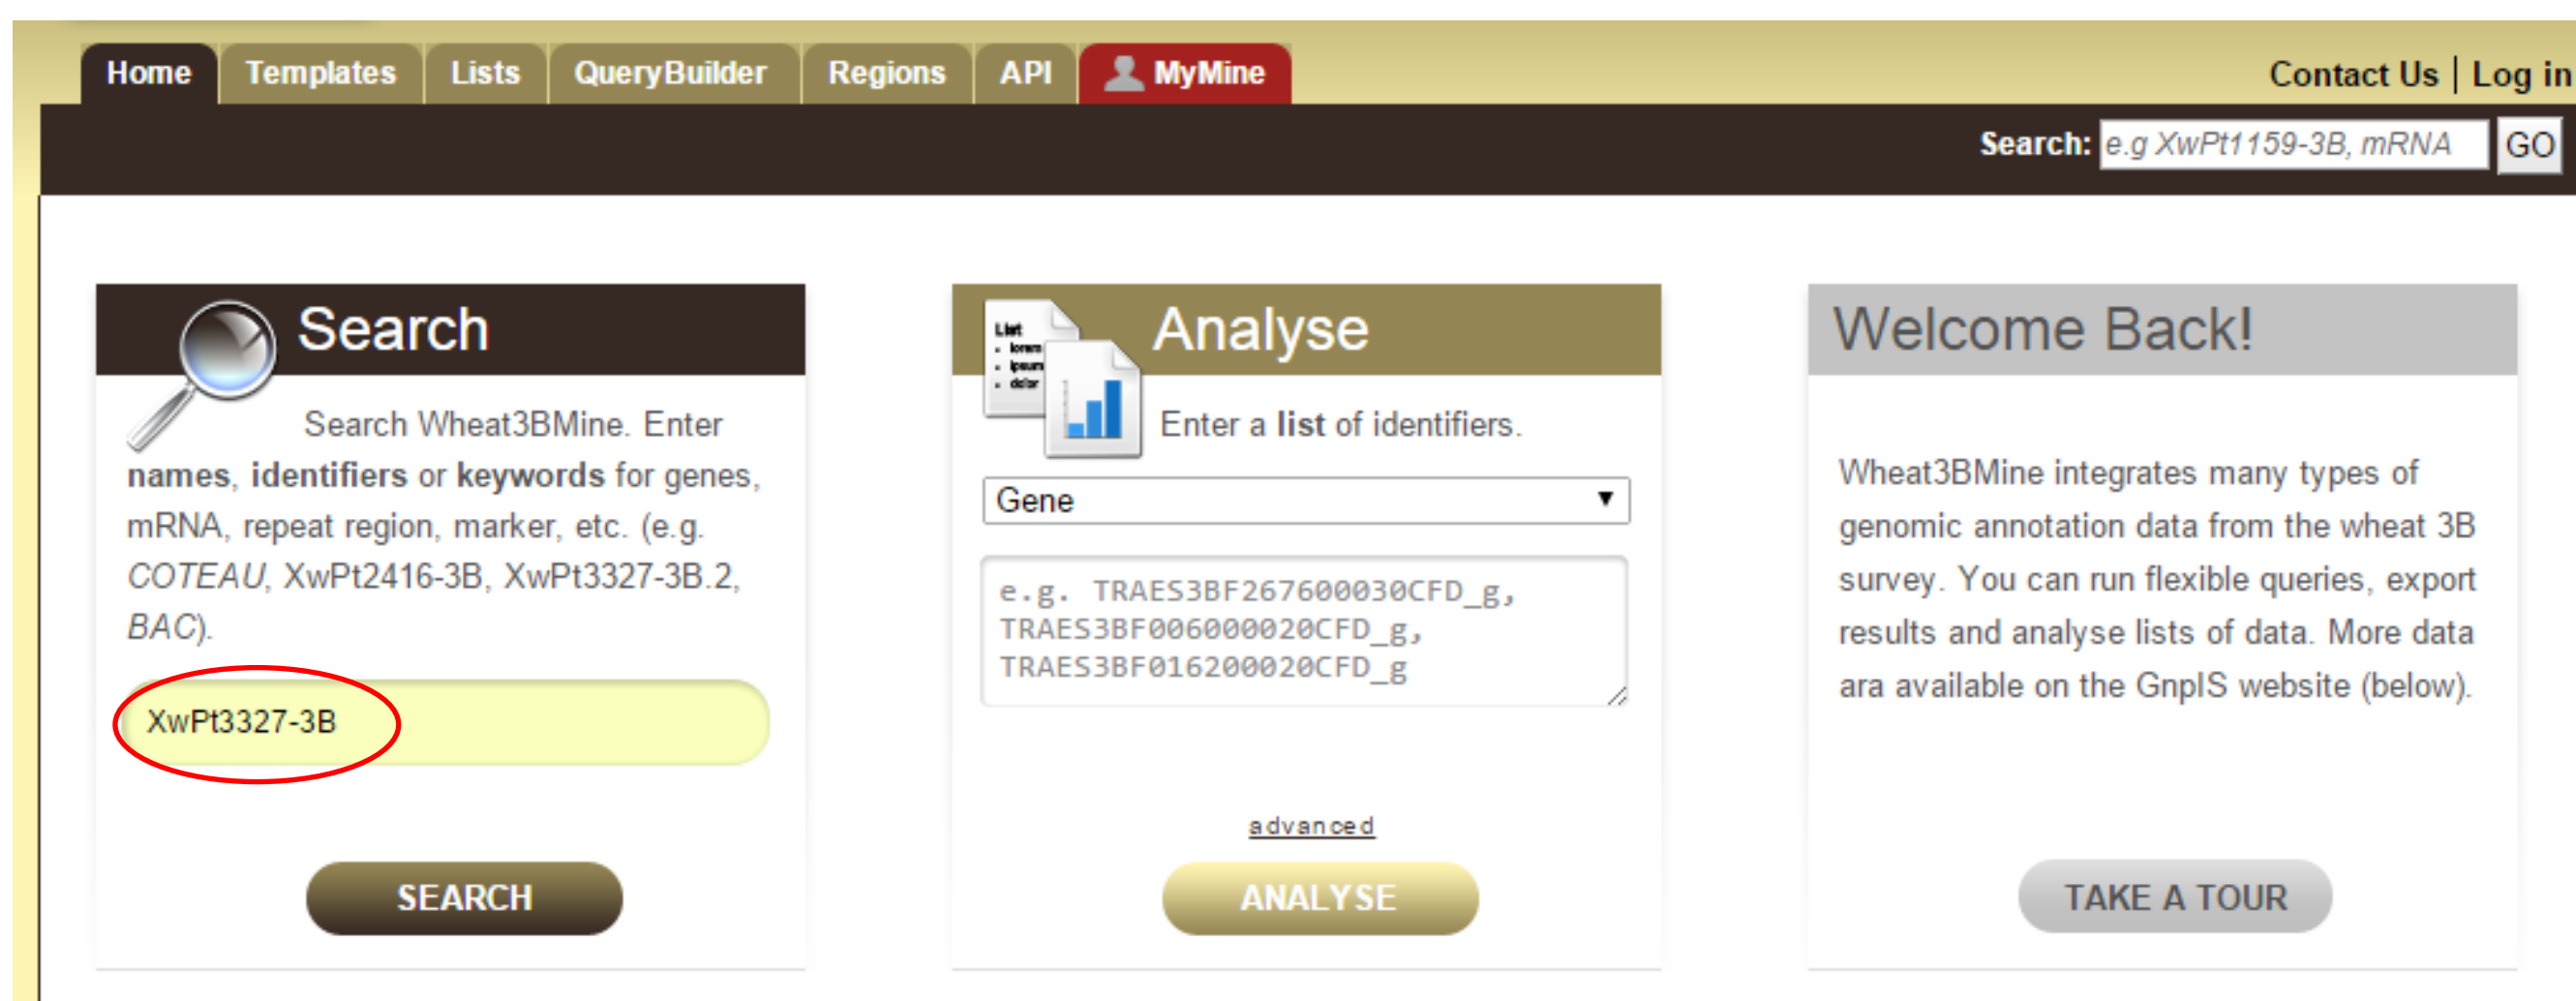 Home Templates Lists QueryBuilder Regions API MyMine
Contact Us | Log in
Search: e.g XwPt1159-3B, mRNA GO
Search
Search Wheat3BMine. Enter
names, identifiers or keywords for genes,
mRNA, repeat region, marker, etc. (e.g.
COTEAU, XwPt2416-3B, XwPt3327-3B.2,
BAC).
XwPt3327-3B
SEARCH
List
lorem
ipsum
dolor
Analyse
Enter a list of identifiers.
Gene
e.g. TRAES3BF267600030CFD_g,
TRAES3BF006000020CFD_g,
TRAES3BF016200020CFD_g
advanced
ANALYSE
Welcome Back!
Wheat3BMine integrates many types of
genomic annotation data from the wheat 3B
survey. You can run flexible queries, export
results and analyse lists of data. More data
ara available on the GnpIS website (below).
TAKE A TOUR